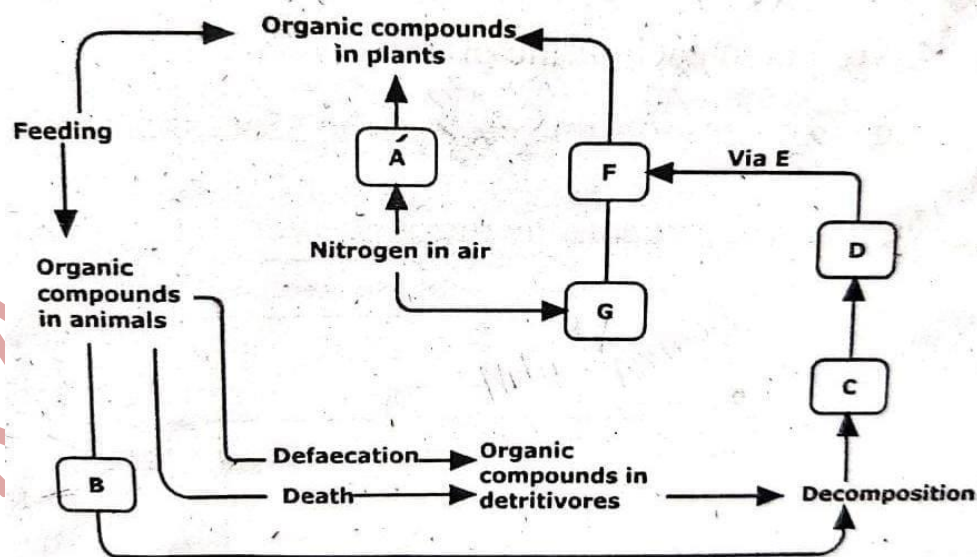 Organic compounds
in plants
Feeding
A
F
Via E
Nitrogen in air
D
Organic
compounds
in animals
G
C
Defaecation
Organic
compounds in
detritivores
B
Death
Decomposition